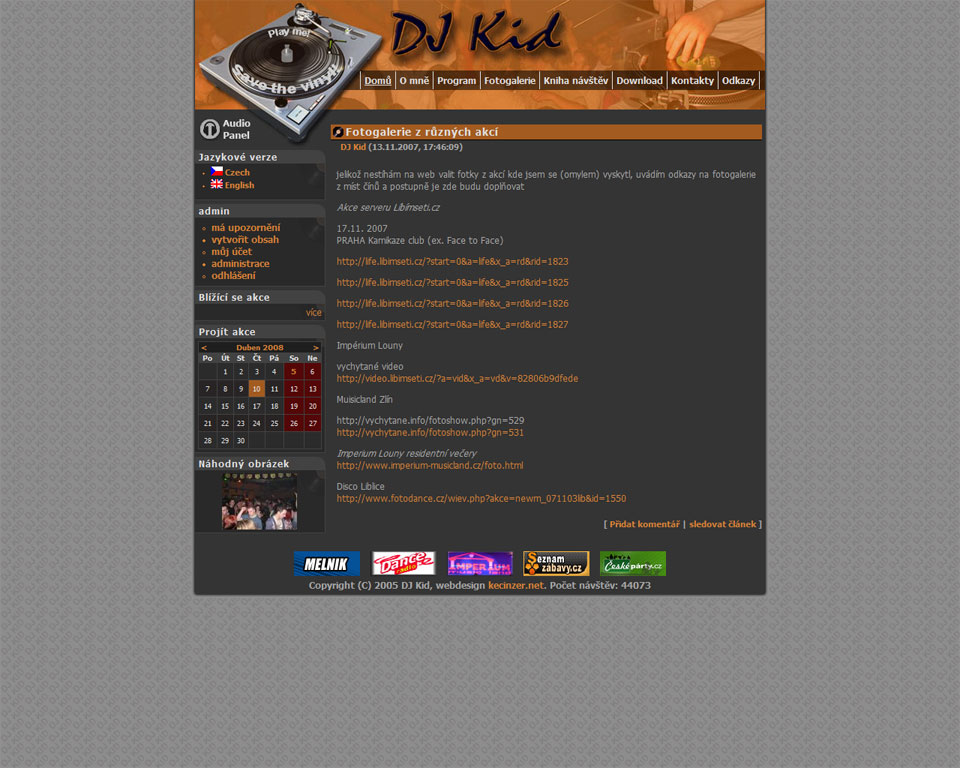 Play me!
Save the vinyl!
DJ Kid
Domů | O mně | Program | Fotogalerie | Kniha návštěv | Download | Kontakty | Odkazy
Audio
Panel
Jazykové verze
Czech
English
admin
má upozornění
vytvořit obsah
můj účet
administrace
odhlášení
Blížící se akce
více
Projít akce
< Duben 2008 >
Po Út St Čt Pá So Ne
1 2 3 4 5 6
7 8 9 10 11 12 13
14 15 16 17 18 19 20
21 22 23 24 25 26 27
28 29 30
Náhodný obrázek
Fotogalerie z různých akcí
DJ Kid (13.11.2007, 17:46:09)
jelikož nestíhám na web valit fotky z akcí kde jsem se (omylem) vyskytl, uvádím odkazy na fotogalerie
z míst činů a postupně je zde budu doplňovat
Akce serveru Libimseti.cz
17.11. 2007
PRAHA Kamikaze club (ex. Face to Face)
http://life.libimseti.cz/?start=0&a=life&x_a=rd&rid=1823
http://life.libimseti.cz/?start=0&a=life&x_a=rd&rid=1825
http://life.libimseti.cz/?start=0&a=life&x_a=rd&rid=1826
http://life.libimseti.cz/?start=0&a=life&x_a=rd&rid=1827
Impérium Louny
vychytané video
http://video.libimseti.cz/?a=vid&x_a=vd&v=82806b9dfede
Muisicland Zlín
http://vychytane.info/fotoshow.php?gn=529
http://vychytane.info/fotoshow.php?gn=531
Imperium Louny residentní večery
http://www.imperium-musicland.cz/foto.html
Disco Liblice
http://www.fotodance.cz/wiev.php?akce=newm_071103lib&id=1550
[ Přidat komentář | sledovat článek ]
MELNIK
Dance radio
IMPERIUM
Seznam zábavy.cz
Česképarty.cz
Copyright (C) 2005 DJ Kid, webdesign kecinzer.net. Počet návštěv: 44073